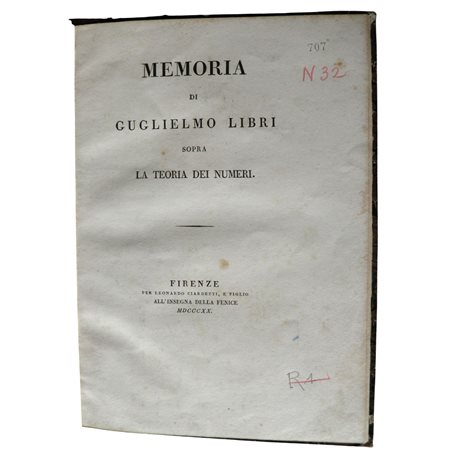 707
N 32
MEMORIA
DI
GUGLIELMO LIBRI
SOPRA
LA TEORIA DEI NUMERI.
FIRENZE
PER LEONARDO CIARDETTI, E FIGLIO
ALL'INSEGNA DELLA FENICE
MDCCCXX.
R 1